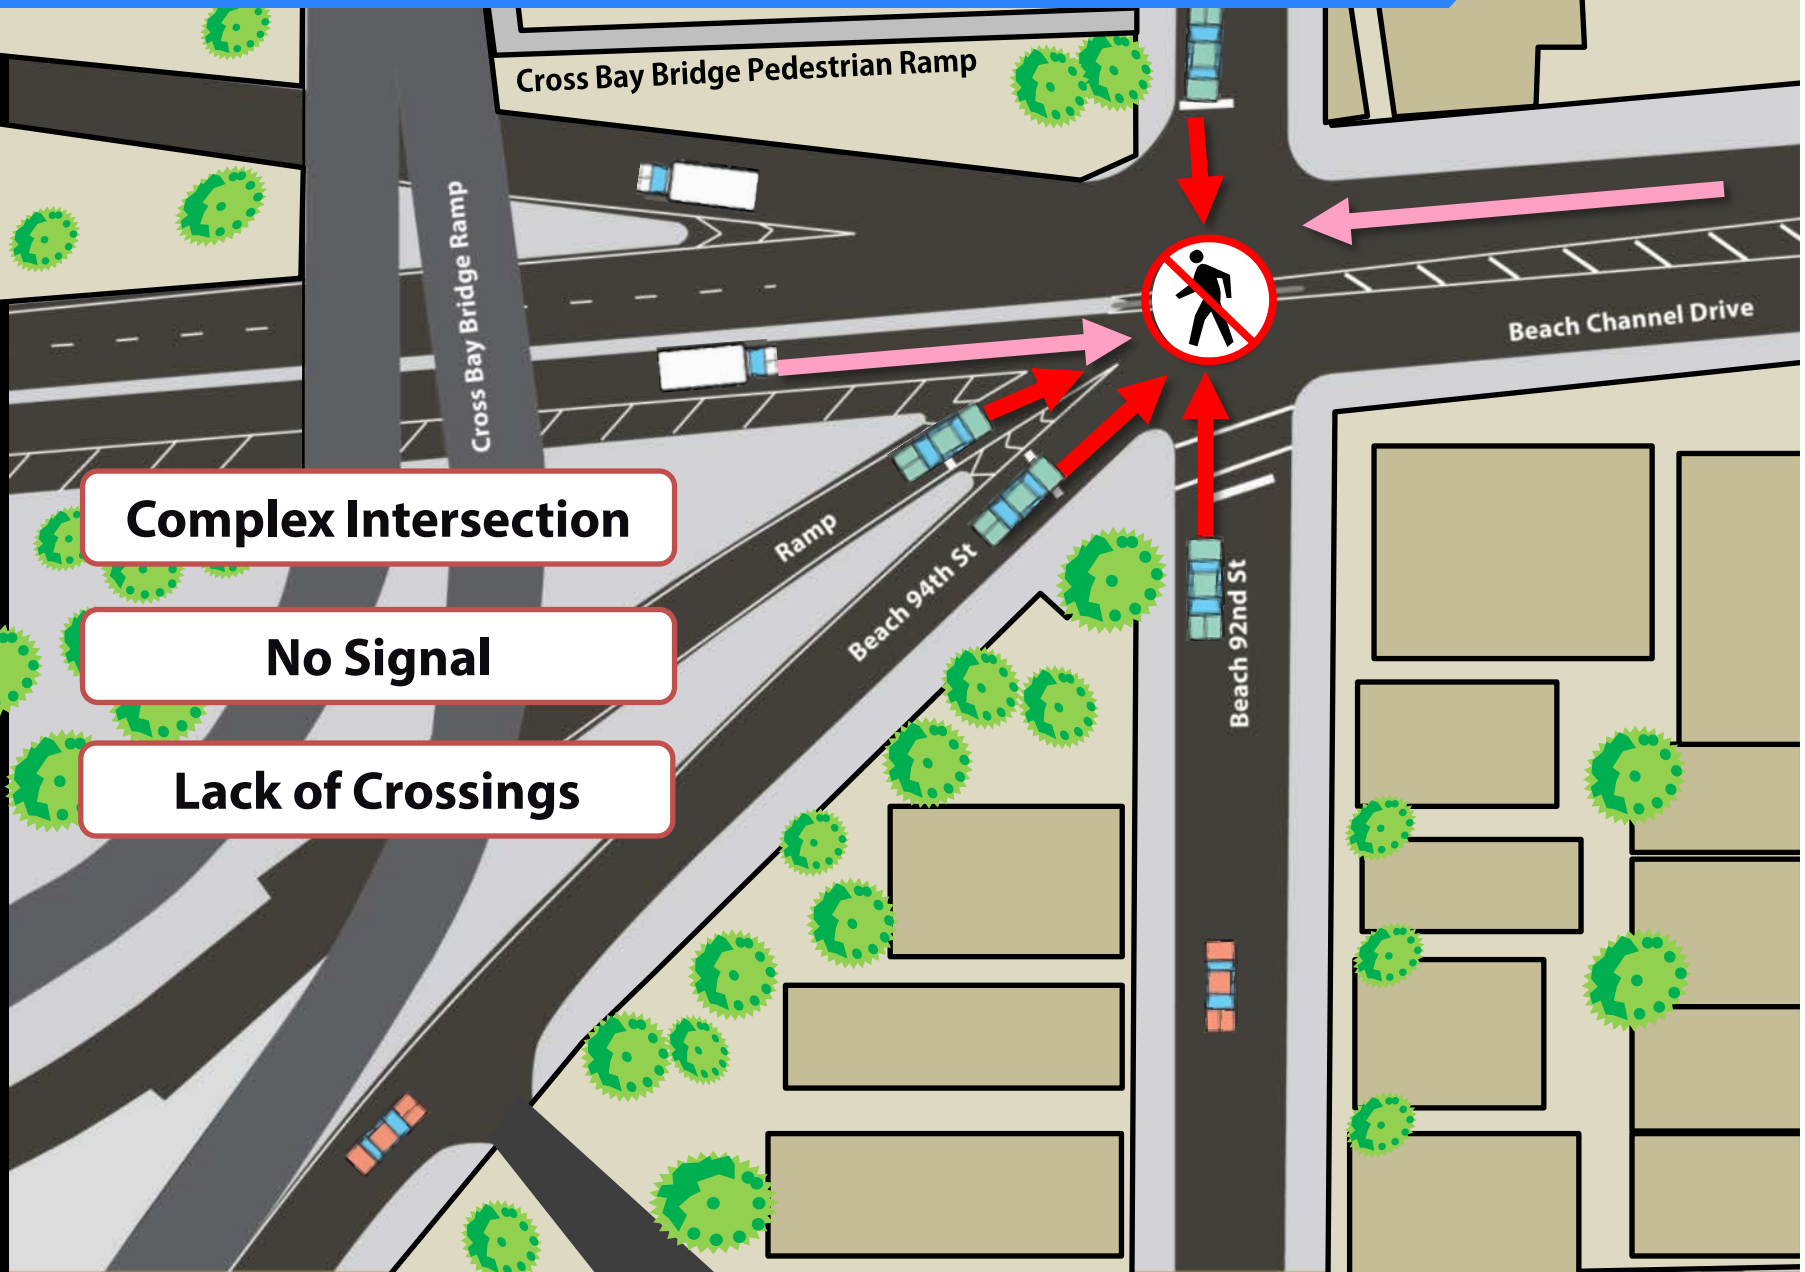 Cross Bay Bridge Pedestrian Ramp
Cross Bay Bridge Ramp
Beach Channel Drive
Complex Intersection
Ramp
Beach 94th St
Beach 92nd St
No Signal
Lack of Crossings